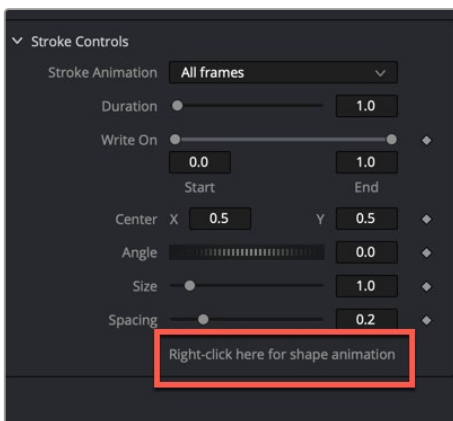 Stroke Controls
Stroke Animation All frames
Duration 1.0
Write On
0.0 1.0
Start End
Center X 0.5 Y 0.5
Angle 0.0
Size 1.0
Spacing 0.2
Right-click here for shape animation